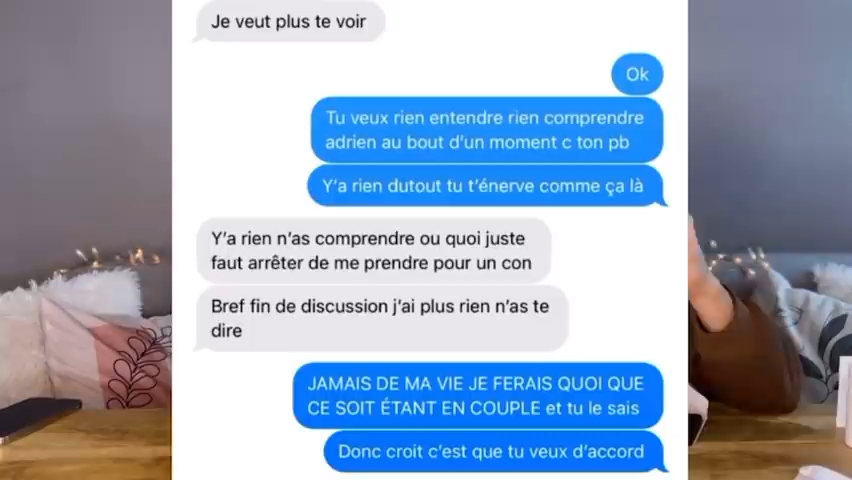 Je veut plus te voir
Ok
Tu veux rien entendre rien comprendre
adrien au bout d'un moment c ton pb
Y'a rien dutout tu t'énerve comme ça là
Y'a rien n'as comprendre ou quoi juste
faut arrêter de me prendre pour un con
Bref fin de discussion j'ai plus rien n'as te
dire
JAMAIS DE MA VIE JE FERAIS QUOI QUE
CE SOIT ÉTANT EN COUPLE et tu le sais
Donc croit c'est que tu veux d'accord